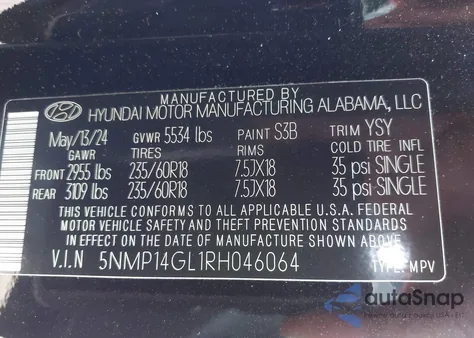 MANUFACTURED BY
HYUNDAI MOTOR MANUFACTURING ALABAMA, LLC
May/13/24 GVWR 5534 lbs PAINT S3B TRIM YSY
GAWR TIRES RIMS COLD TIRE INFL
FRONT 2955 lbs 235/60R18 7.5JX18 35 psi SINGLE
REAR 3109 lbs 235/60R18 7.5JX18 35 psi SINGLE
THIS VEHICLE CONFORMS TO ALL APPLICABLE U.S.A. FEDERAL
MOTOR VEHICLE SAFETY AND THEFT PREVENTION STANDARDS
IN EFFECT ON THE DATE OF MANUFACTURE SHOWN ABOVE
V.I.N 5NMP14GL1RH046064 TYPE: MPV
autoSnap